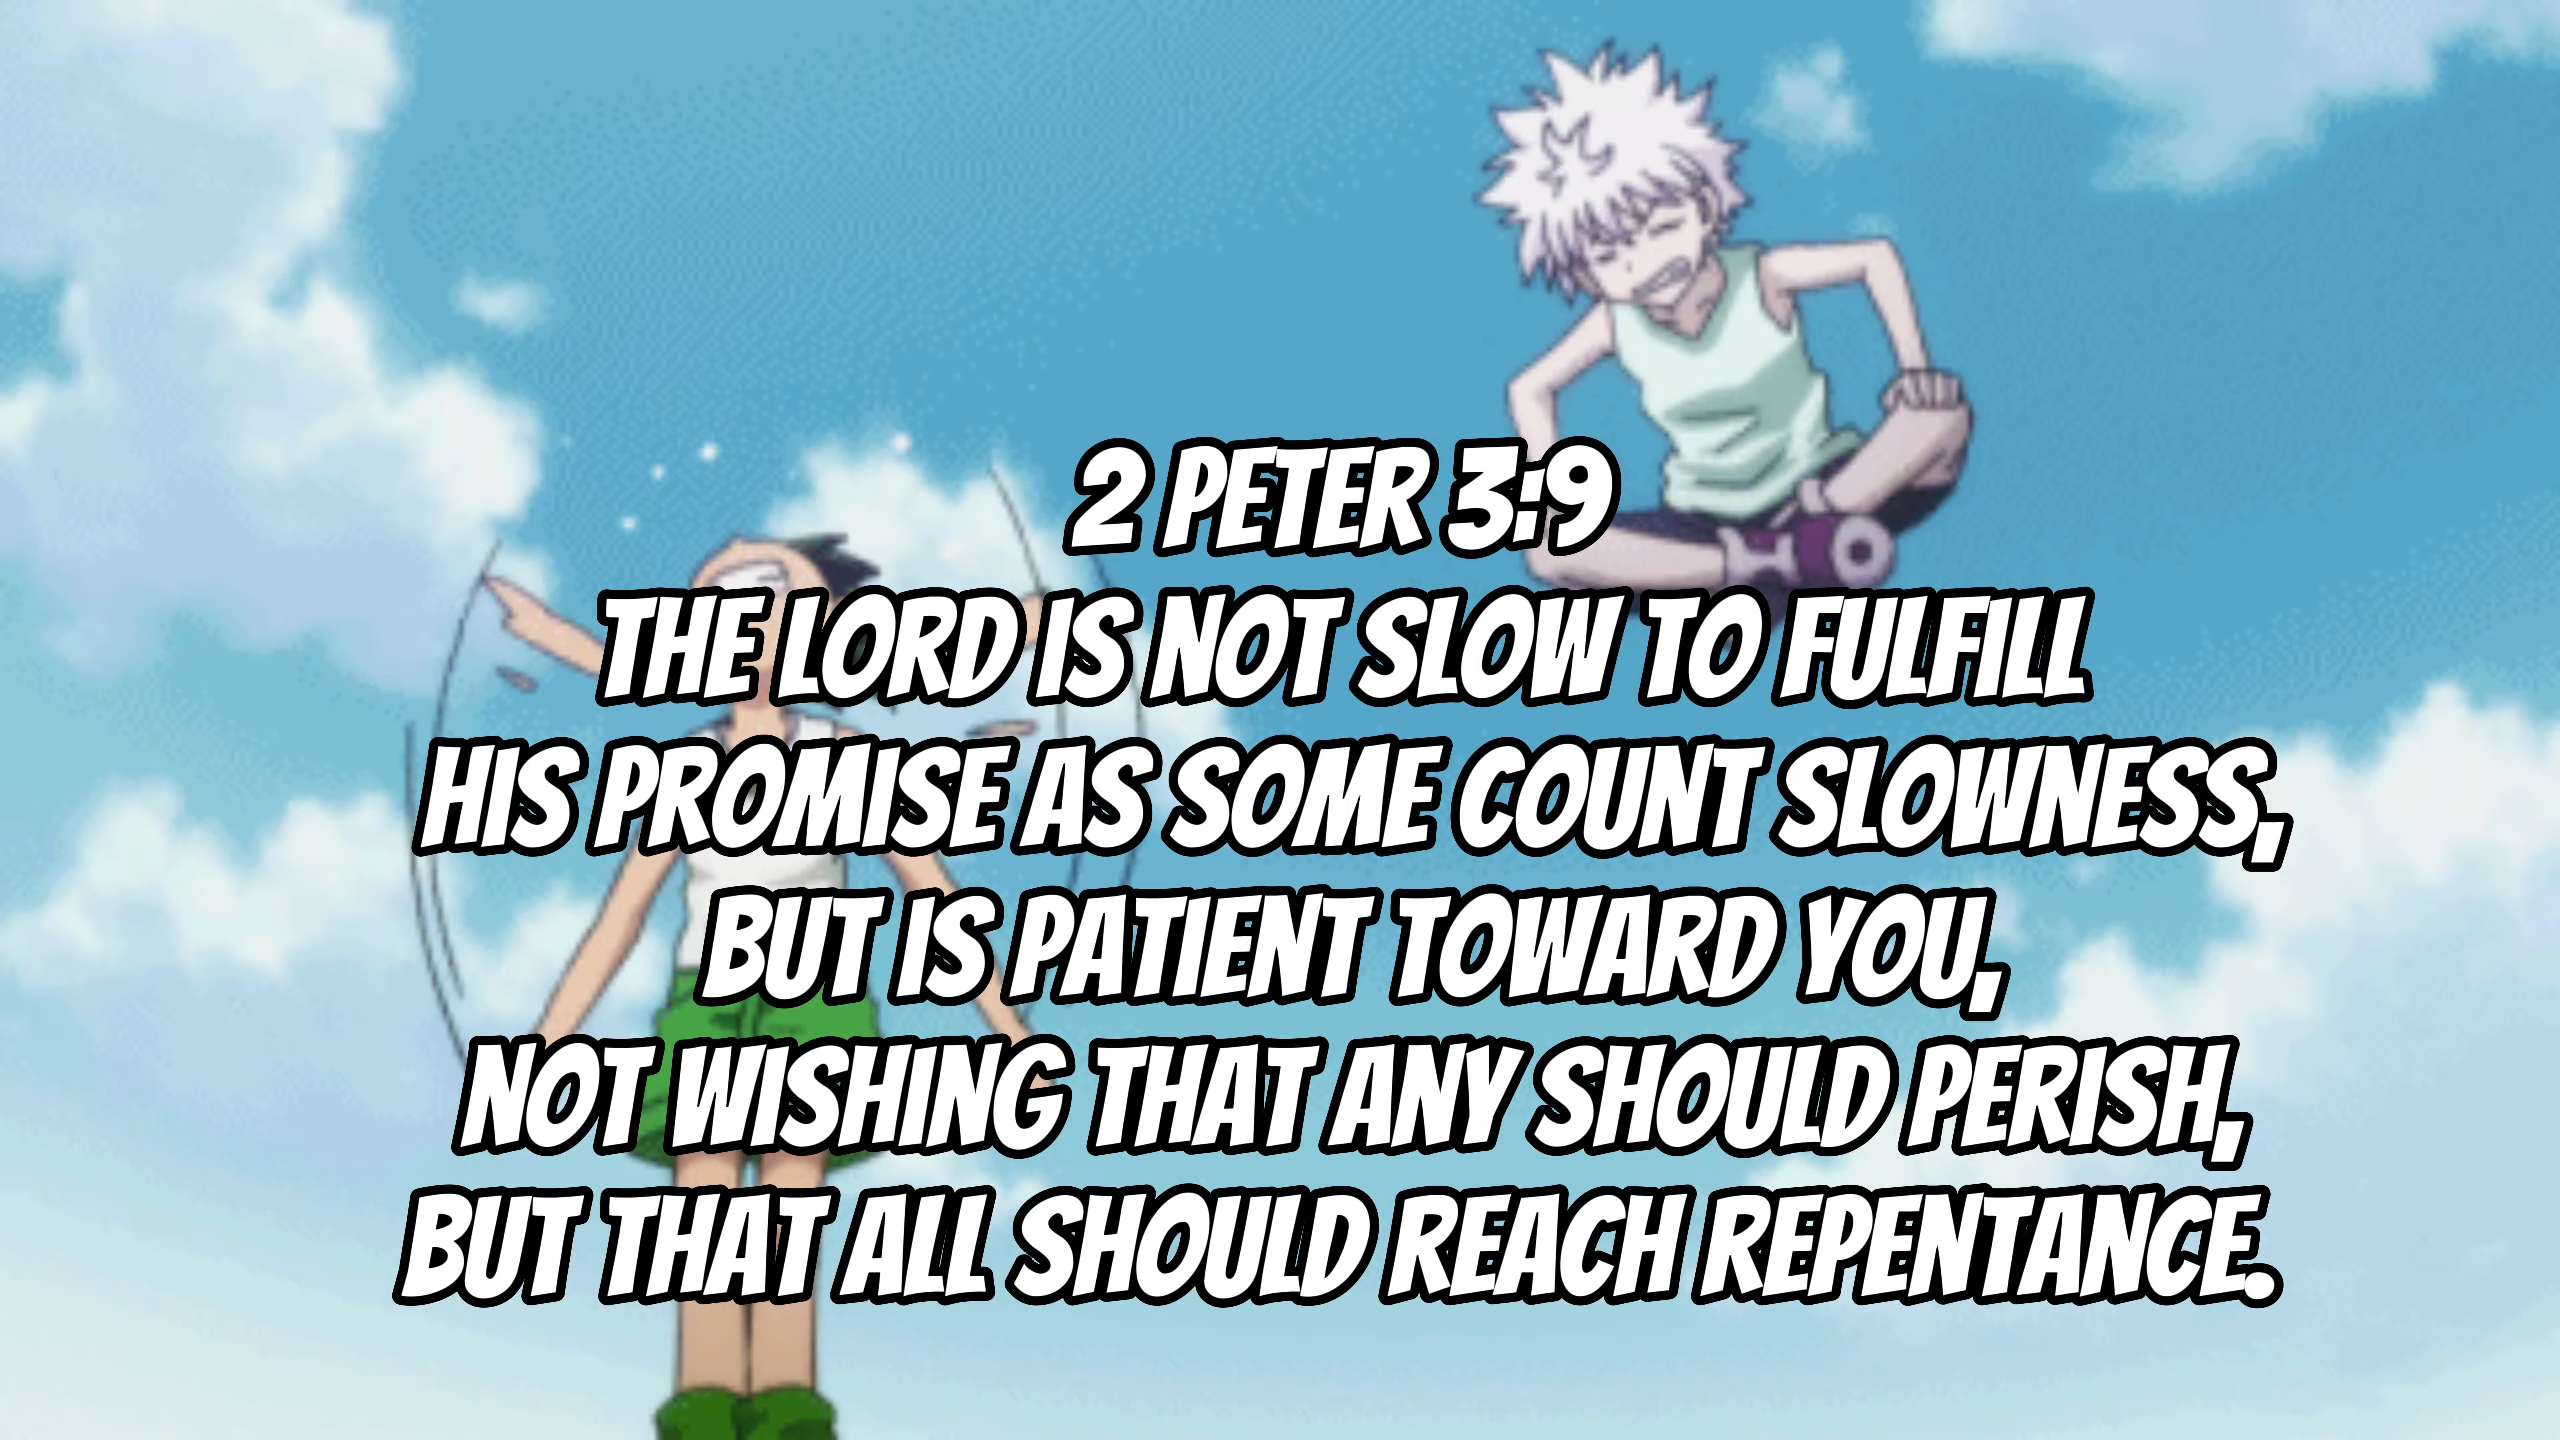 2 PETER 3:9
THE LORD IS NOT SLOW TO FULFILL
HIS PROMISE AS SOME COUNT SLOWNESS,
BUT IS PATIENT TOWARD YOU,
NOT WISHING THAT ANY SHOULD PERISH,
BUT THAT ALL SHOULD REACH REPENTANCE.